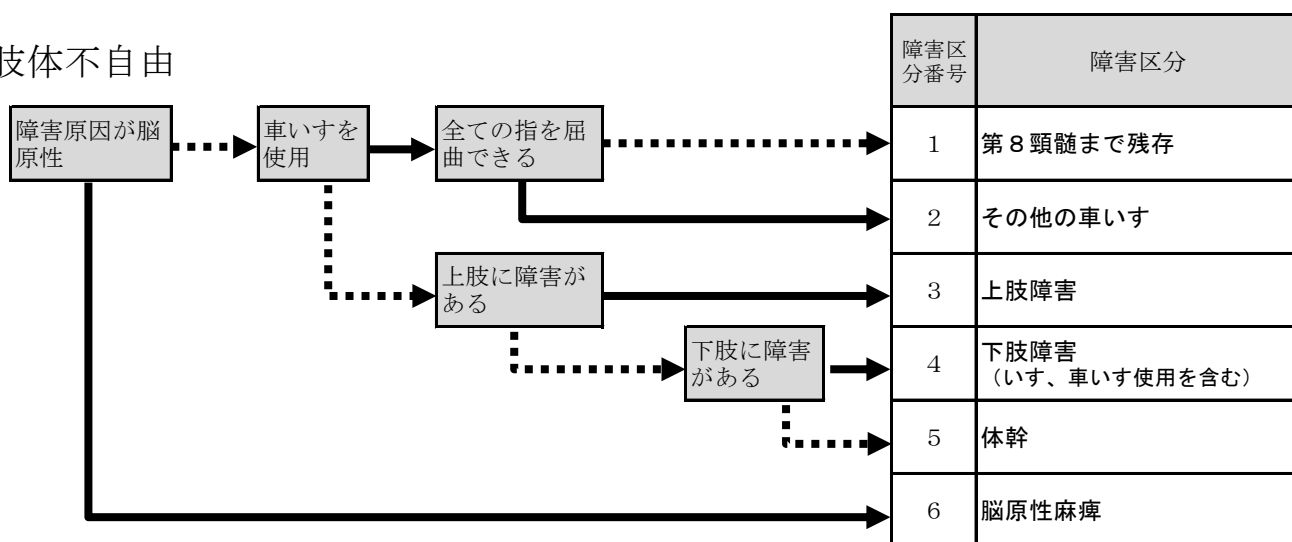 肢体不自由
障害区
分番号
障害区分
障害原因が脳
原性
車いすを
使用
全ての指を屈
曲できる
1
第８頸髄まで残存
2
その他の車いす
上肢に障害が
ある
3
上肢障害
下肢に障害
がある
4
下肢障害
（いす、車いす使用を含む）
5
体幹
6
脳原性麻痺